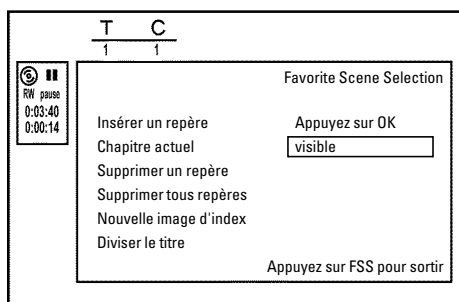 T C
1 1
RW pause
0:03:40
0:00:14
Favorite Scene Selection
Insérer un repère Appuyez sur OK
Chapitre actuel visible
Supprimer un repère
Supprimer tous repères
Nouvelle image d'index
Diviser le titre
Appuyez sur FSS pour sortir